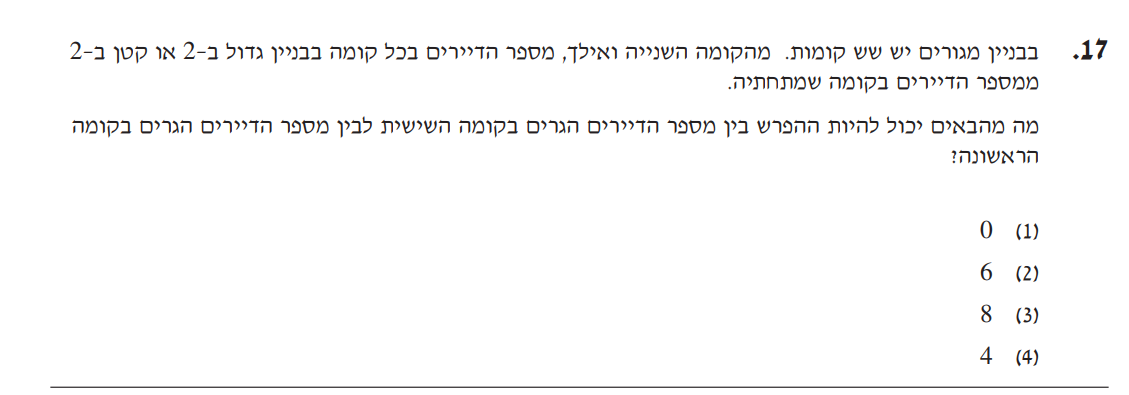 17. בבניין מגורים יש שש קומות. מהקומה השנייה ואילך, מספר הדיירים בכל קומה בבניין גדול ב-2 או קטן ב-2
ממספר הדיירים בקומה שמתחתיה.
מה מהבאים יכול להיות ההפרש בין מספר הדיירים הגרים בקומה השישית לבין מספר הדיירים הגרים בקומה
הראשונה?
(1) 0
(2) 6
(3) 8
(4) 4